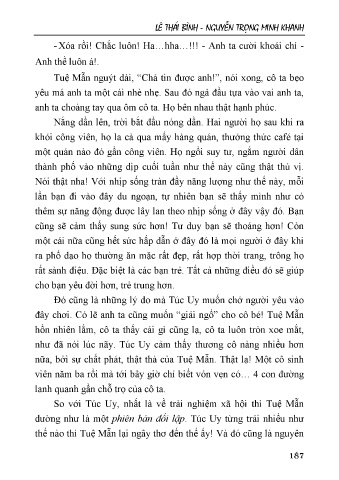 LÊ THÁI BÌNH - NGUYỄN TRỌNG MINH KHANH
- Xóa rồi! Chắc luôn! Ha…hha…!!! - Anh ta cười khoái chí -
Anh thề luôn á!.
Tuệ Mẫn nguýt dài, “Chả tin được anh!”, nói xong, cô ta bẹo
yêu má anh ta một cái nhè nhẹ. Sau đó ngả đầu tựa vào vai anh ta,
anh ta choàng tay qua ôm cô ta. Họ bên nhau thật hạnh phúc.
Nắng dần lên, trời bắt đầu nóng dần. Hai người họ sau khi ra
khỏi công viên, họ la cà qua mấy hàng quán, thưởng thức café tại
một quán nào đó gần công viên. Họ ngồi suy tư, ngắm người dân
thành phố vào những dịp cuối tuần như thế này cũng thật thú vị.
Nói thật nha! Với nhịp sống tràn đầy năng lượng như thế này, mỗi
lần bạn đi vào đây du ngoạn, tự nhiên bạn sẽ thấy mình như có
thêm sự năng động được lây lan theo nhịp sống ở đây vậy đó. Bạn
cũng sẽ cảm thấy sung sức hơn! Tư duy bạn sẽ thoáng hơn! Còn
một cái nữa cũng hết sức hấp dẫn ở đây đó là mọi người ở đây khi
ra phố dạo họ thường ăn mặc rất đẹp, rất hợp thời trang, trông họ
rất sành điệu. Đặc biệt là các bạn trẻ. Tất cả những điều đó sẽ giúp
cho bạn yêu đời hơn, trẻ trung hơn.
Đó cũng là những lý do mà Túc Uy muốn chở người yêu vào
đây chơi. Có lẽ anh ta cũng muốn “giải ngố” cho cô bé! Tuệ Mẫn
hồn nhiên lắm, cô ta thấy cái gì cũng lạ, cô ta luôn tròn xoe mắt,
như đã nói lúc nãy. Túc Uy cảm thấy thương cô nàng nhiều hơn
nữa, bởi sự chất phát, thật thà của Tuệ Mẫn. Thật lạ! Một cô sinh
viên năm ba rồi mà tới bây giờ chỉ biết vỏn vẹn có… 4 con đường
lanh quanh gần chỗ trọ của cô ta.
So với Túc Uy, nhất là về trải nghiệm xã hội thì Tuệ Mẫn
dường như là một phiên bản đối lập. Túc Uy từng trải nhiều như
thế nào thì Tuệ Mẫn lại ngây thơ đến thế ấy! Và đó cũng là nguyên
187